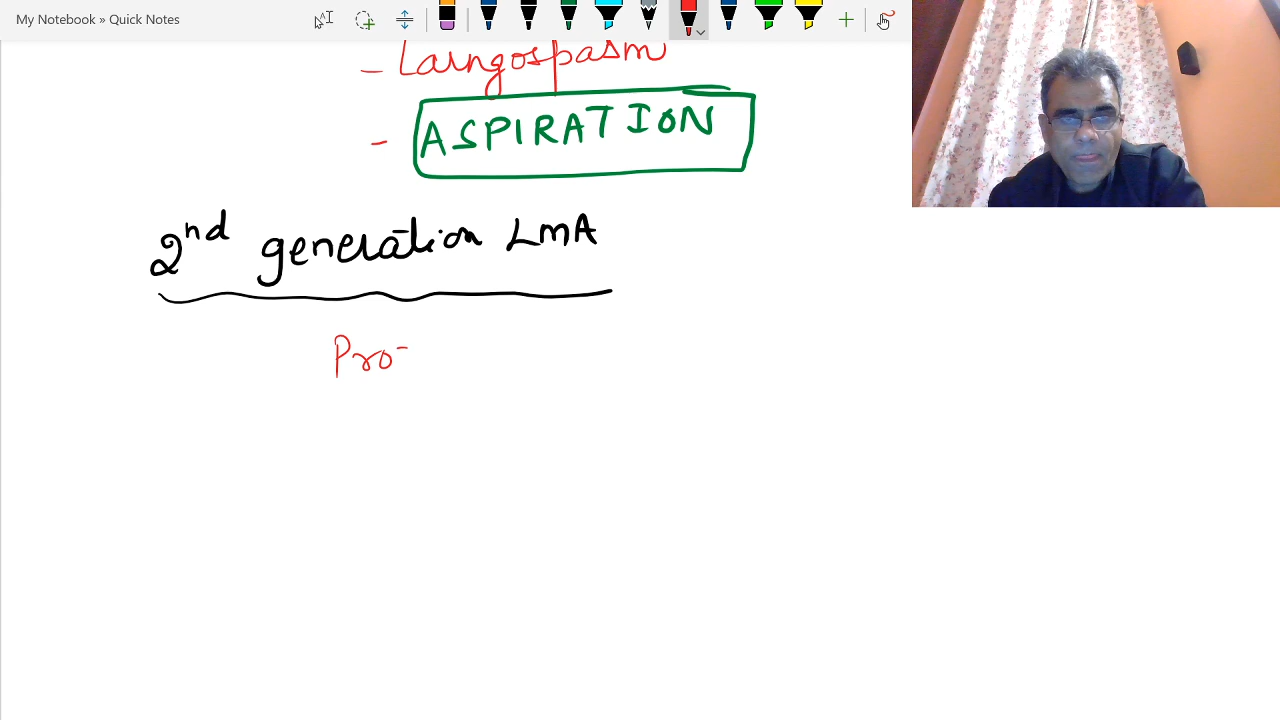 My Notebook » Quick Notes
- Laryngospasm
- ASPIRATION
2nd generation LMA
Pro-